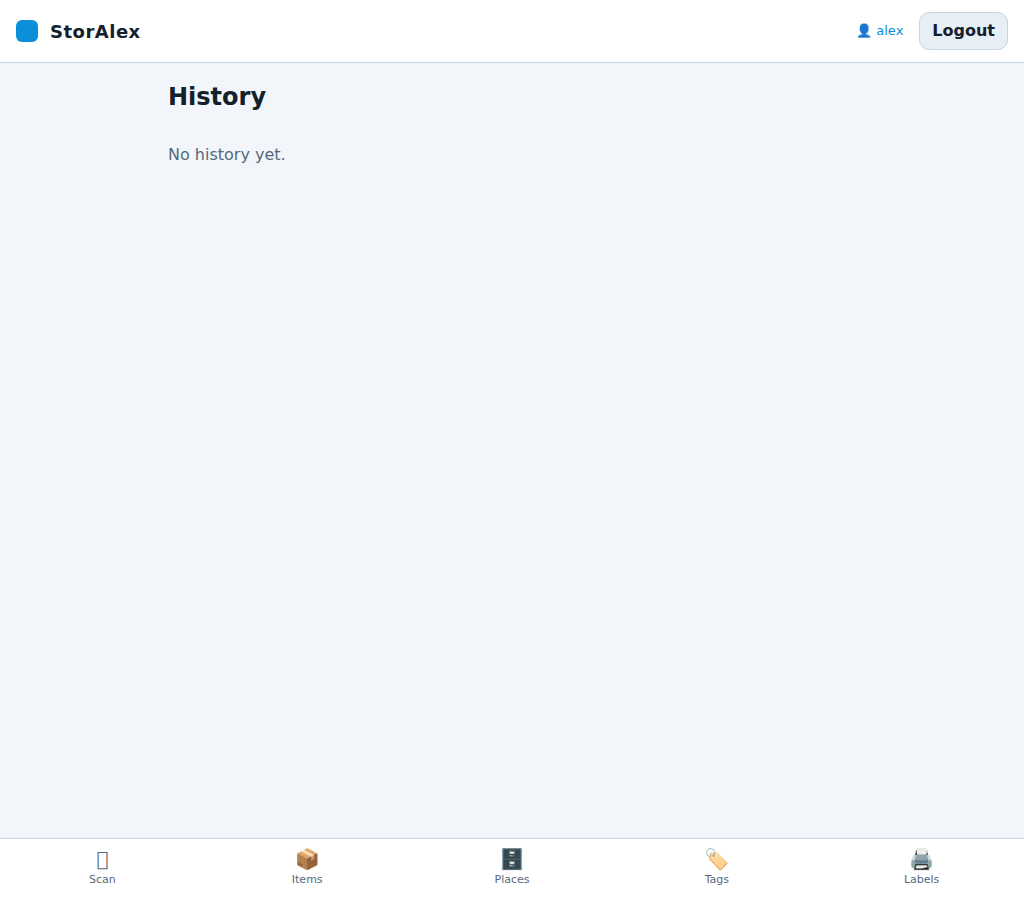 StorAlex
👤 alex
Logout
History
No history yet.
Scan
Items
Places
Tags
Labels